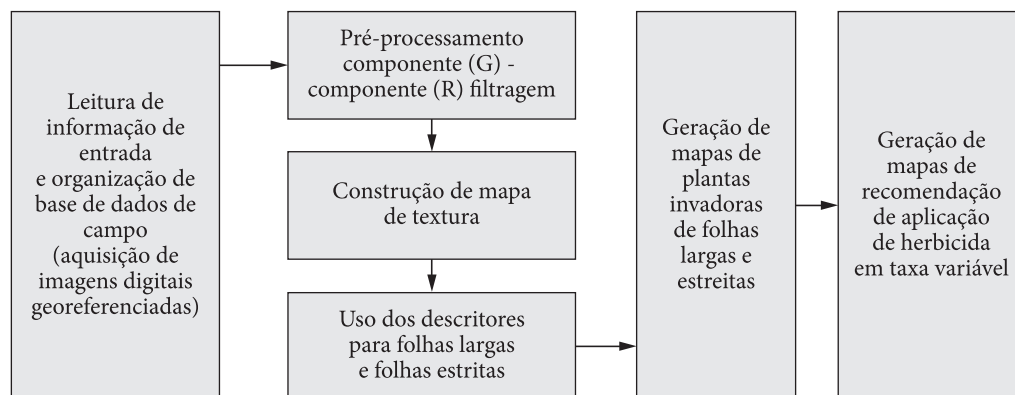 Leitura de
informação de
entrada
e organização de
base de dados de
campo
(aquisição de
imagens digitais
georeferenciadas)
Pré-processamento
componente (G) -
componente (R) filtragem
Construção de mapa
de textura
Uso dos descritores
para folhas largas
e folhas estritas
Geração de
mapas de
plantas
invadoras
de folhas
largas e
estreitas
Geração de
mapas de
recomendação
de aplicação
de herbicida
em taxa variável